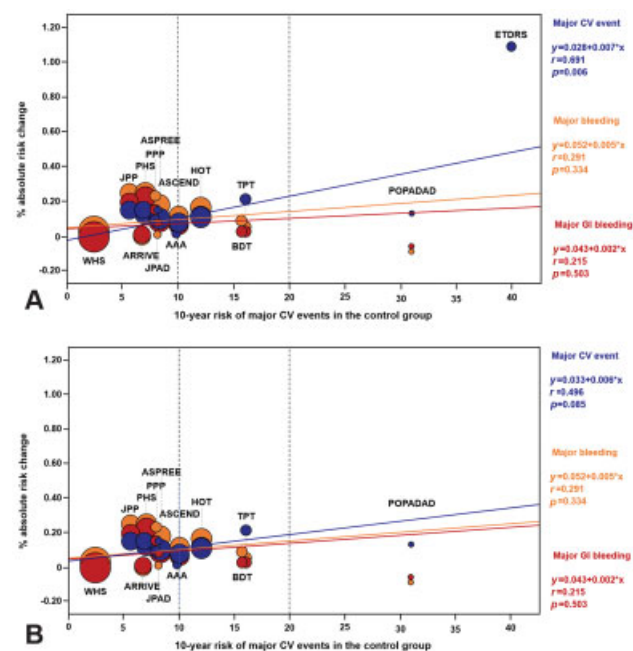 1.20
1.00
0.80
0.60
0.40
0.20
0
0.20
% absolute risk change
ETDRS
ASPREE
PPP
PHS
JPP
ASCEND
HOT
TPT
POPADAD
WHS
ARRIVE
JPAD
AAA
BDT
0 5 10 15 20 25 30 35 40
10-year risk of major CV events in the control group
A
Major CV event
y=0.028+0.007*x
r =0.691
p=0.006
Major bleeding
y=0.052+0.005*x
r =0.291
p=0.334
Major GI bleeding
y=0.043+0.002*x
r =0.215
p=0.503
1.20
1.00
0.80
0.60
0.40
0.20
0
0.20
% absolute risk change
ASPREE
PPP
PHS
JPP
ASCEND
HOT
TPT
POPADAD
WHS
ARRIVE
JPAD
AAA
BDT
0 5 10 15 20 25 30 35 40
10-year risk of major CV events in the control group
B
Major CV event
y=0.033+0.006*x
r =0.496
p=0.085
Major bleeding
y=0.052+0.005*x
r =0.291
p=0.334
Major GI bleeding
y=0.043+0.002*x
r =0.215
p=0.503